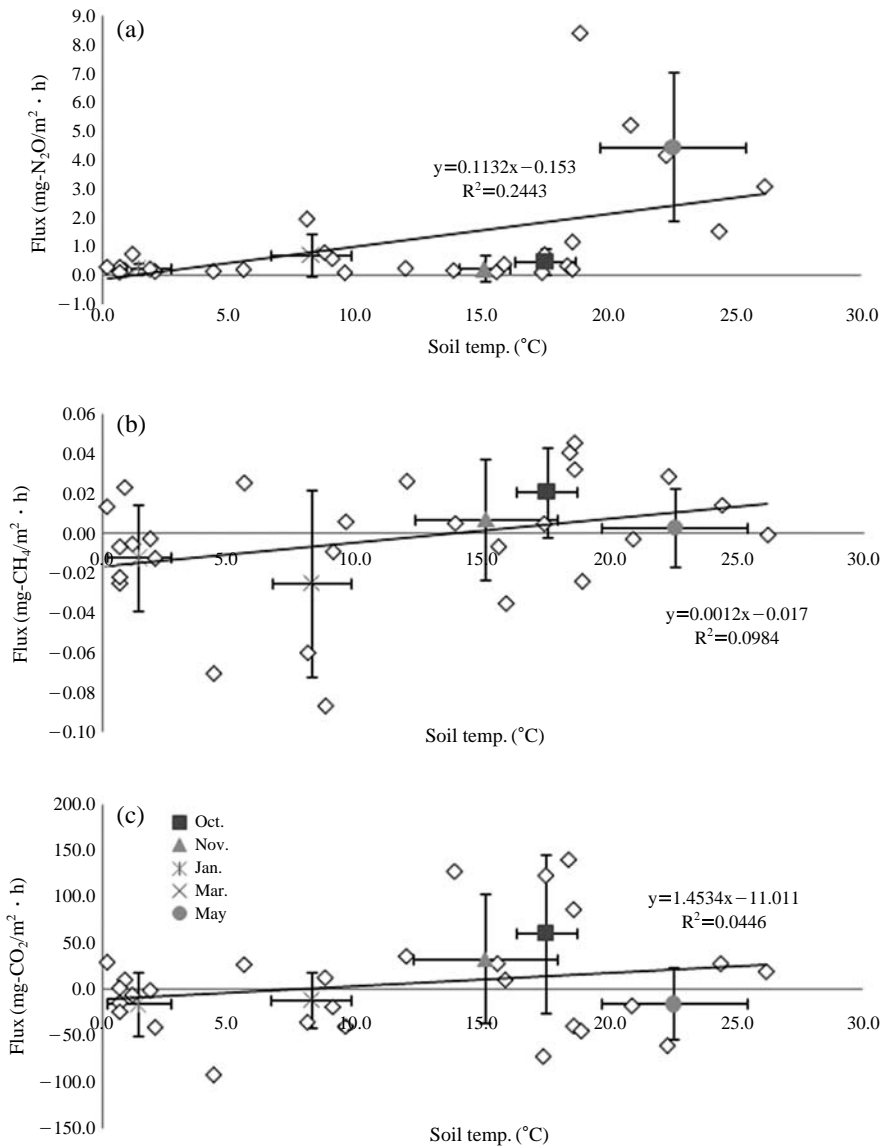 (a)
Flux (mg-N₂O/m²·h)
9.0
8.0
7.0
6.0
5.0
4.0
3.0
2.0
1.0
0.0
−1.0
y=0.1132x−0.153
R²=0.2443
0.0 5.0 10.0 15.0 20.0 25.0 30.0
Soil temp. (°C)
(b)
Flux (mg-CH₄/m²·h)
0.06
0.04
0.02
0.00
−0.02
−0.04
−0.06
−0.08
−0.10
0.0 5.0 10.0 15.0 20.0 25.0 30.0
y=0.0012x−0.017
R²=0.0984
Soil temp. (°C)
(c)
Flux (mg-CO₂/m²·h)
200.0
150.0
100.0
50.0
0.0
−50.0
−100.0
−150.0
Oct.
Nov.
Jan.
Mar.
May
y=1.4534x−11.011
R²=0.0446
0.0 5.0 10.0 15.0 20.0 25.0 30.0
Soil temp. (°C)